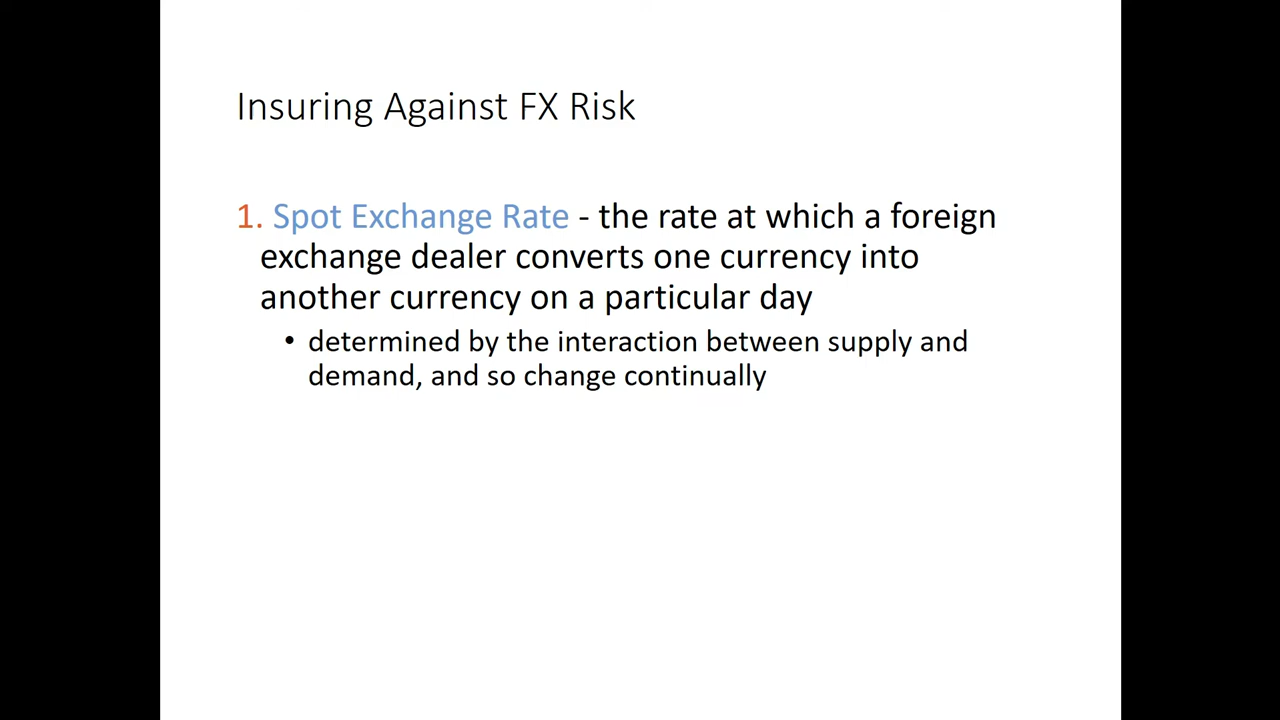 Insuring Against FX Risk
1. Spot Exchange Rate - the rate at which a foreign
exchange dealer converts one currency into
another currency on a particular day
• determined by the interaction between supply and
demand, and so change continually